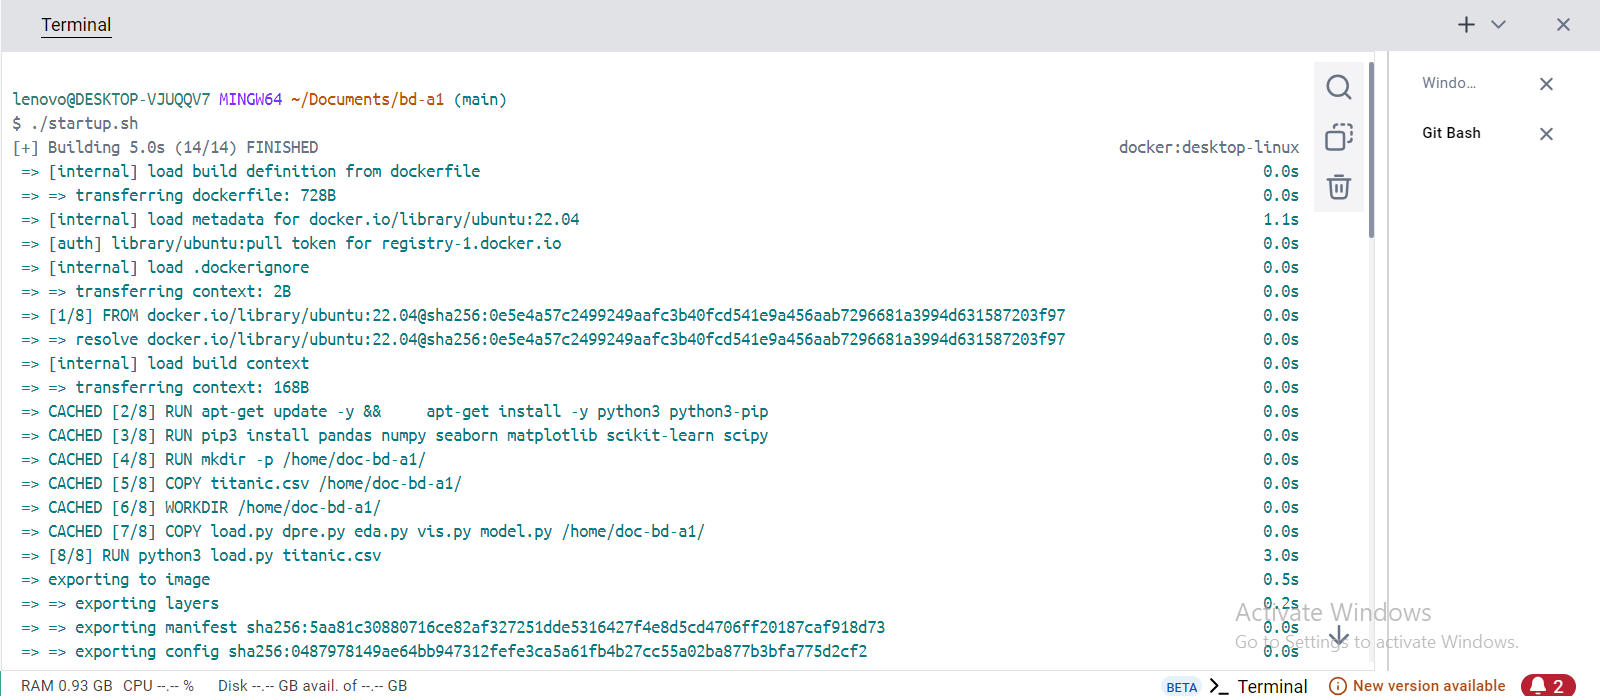 Terminal
lenovo@DESKTOP-VJUQQV7 MINGW64 ~/Documents/bd-a1 (main)
$ ./startup.sh
[+] Building 5.0s (14/14) FINISHED docker:desktop-linux
=> [internal] load build definition from dockerfile 0.0s
=> => transferring dockerfile: 728B 0.0s
=> [internal] load metadata for docker.io/library/ubuntu:22.04 1.1s
=> [auth] library/ubuntu:pull token for registry-1.docker.io 0.0s
=> [internal] load .dockerignore 0.0s
=> => transferring context: 2B 0.0s
=> [1/8] FROM docker.io/library/ubuntu:22.04@sha256:0e5e4a57c2499249aafc3b40fcd541e9a456aab7296681a3994d631587203f97 0.0s
=> => resolve docker.io/library/ubuntu:22.04@sha256:0e5e4a57c2499249aafc3b40fcd541e9a456aab7296681a3994d631587203f97 0.0s
=> [internal] load build context 0.0s
=> => transferring context: 168B 0.0s
=> CACHED [2/8] RUN apt-get update -y &&     apt-get install -y python3 python3-pip 0.0s
=> CACHED [3/8] RUN pip3 install pandas numpy seaborn matplotlib scikit-learn scipy 0.0s
=> CACHED [4/8] RUN mkdir -p /home/doc-bd-a1/ 0.0s
=> CACHED [5/8] COPY titanic.csv /home/doc-bd-a1/ 0.0s
=> CACHED [6/8] WORKDIR /home/doc-bd-a1/ 0.0s
=> CACHED [7/8] COPY load.py dpre.py eda.py vis.py model.py /home/doc-bd-a1/ 0.0s
=> [8/8] RUN python3 load.py titanic.csv 3.0s
=> exporting to image 0.5s
=> => exporting layers 0.2s
=> => exporting manifest sha256:5aa81c30880716ce82af327251dde5316427f4e8d5cd4706ff20187caf918d73 0.0s
=> => exporting config sha256:0487978149ae64bb947312fefe3ca5a61fb4b27cc55a02ba877b3bfa775d2cf2 0.0s
Windo...
Git Bash
Activate Windows
Go to Settings to activate Windows.
RAM 0.93 GB CPU --.-- % Disk --.-- GB avail. of --.-- GB BETA Terminal New version available 2